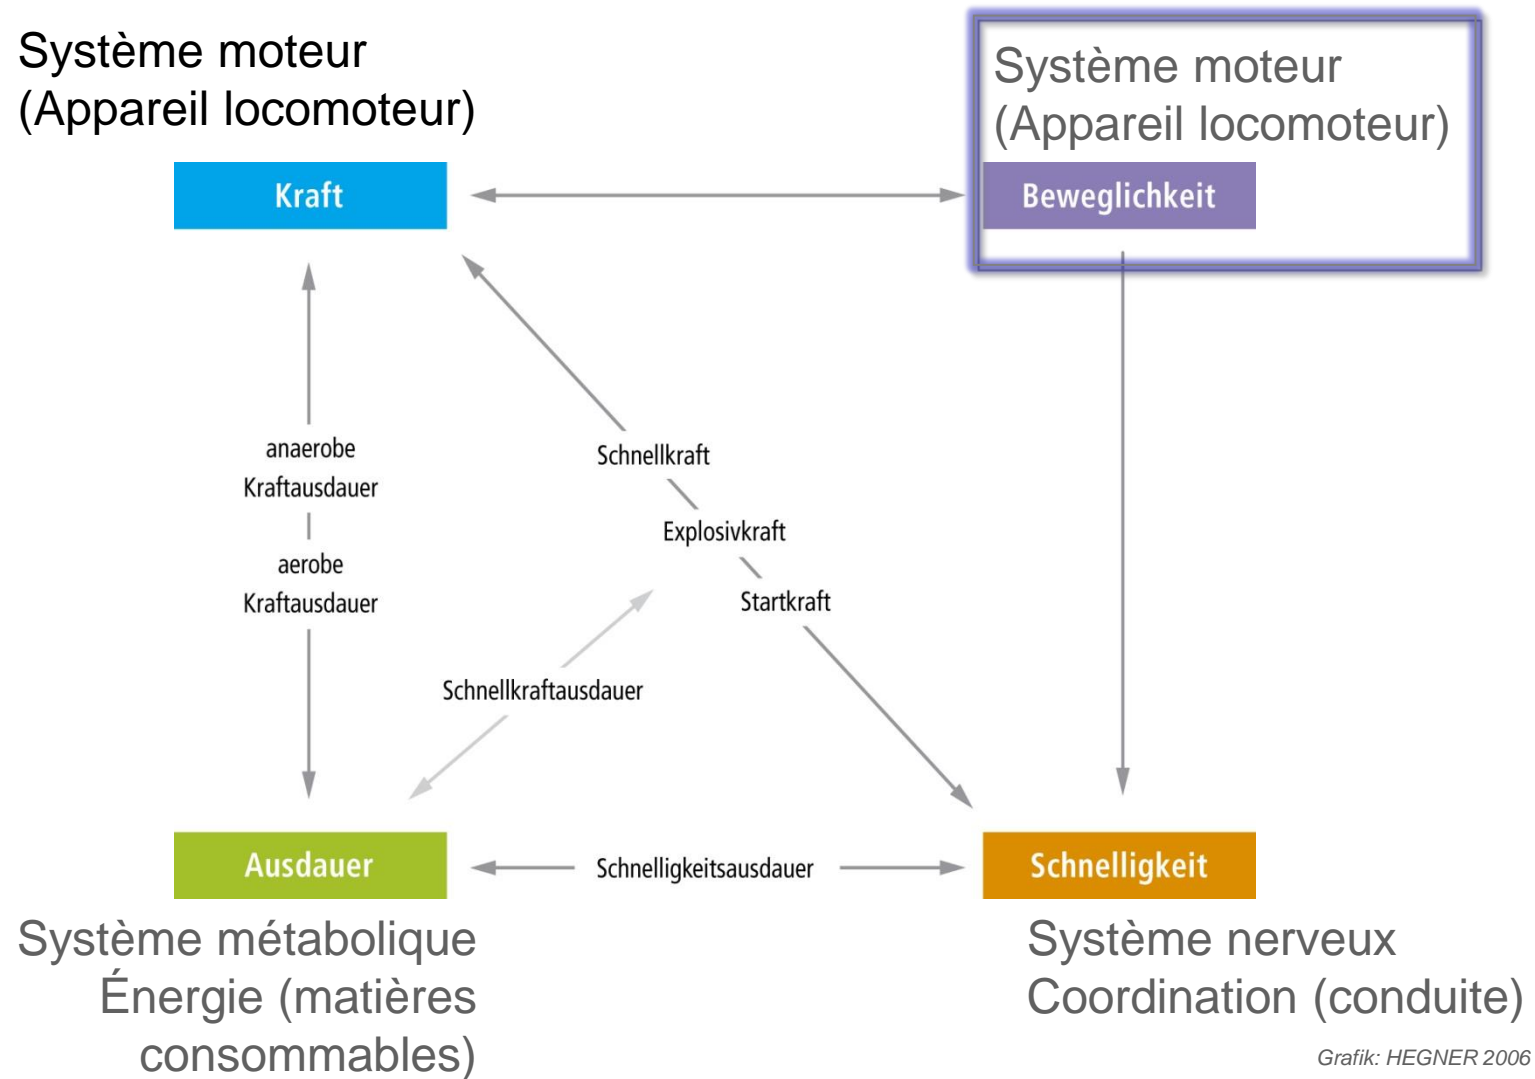 Système moteur
(Appareil locomoteur)
Système moteur
(Appareil locomoteur)
Kraft
Beweglichkeit
anaerobe
Kraftausdauer
aerobe
Kraftausdauer
Schnellkraft
Explosivkraft
Startkraft
Schnellkraftausdauer
Ausdauer
Schnelligkeitsausdauer
Schnelligkeit
Système métabolique
Énergie (matières
consommables)
Système nerveux
Coordination (conduite)
Grafik: HEGNER 2006